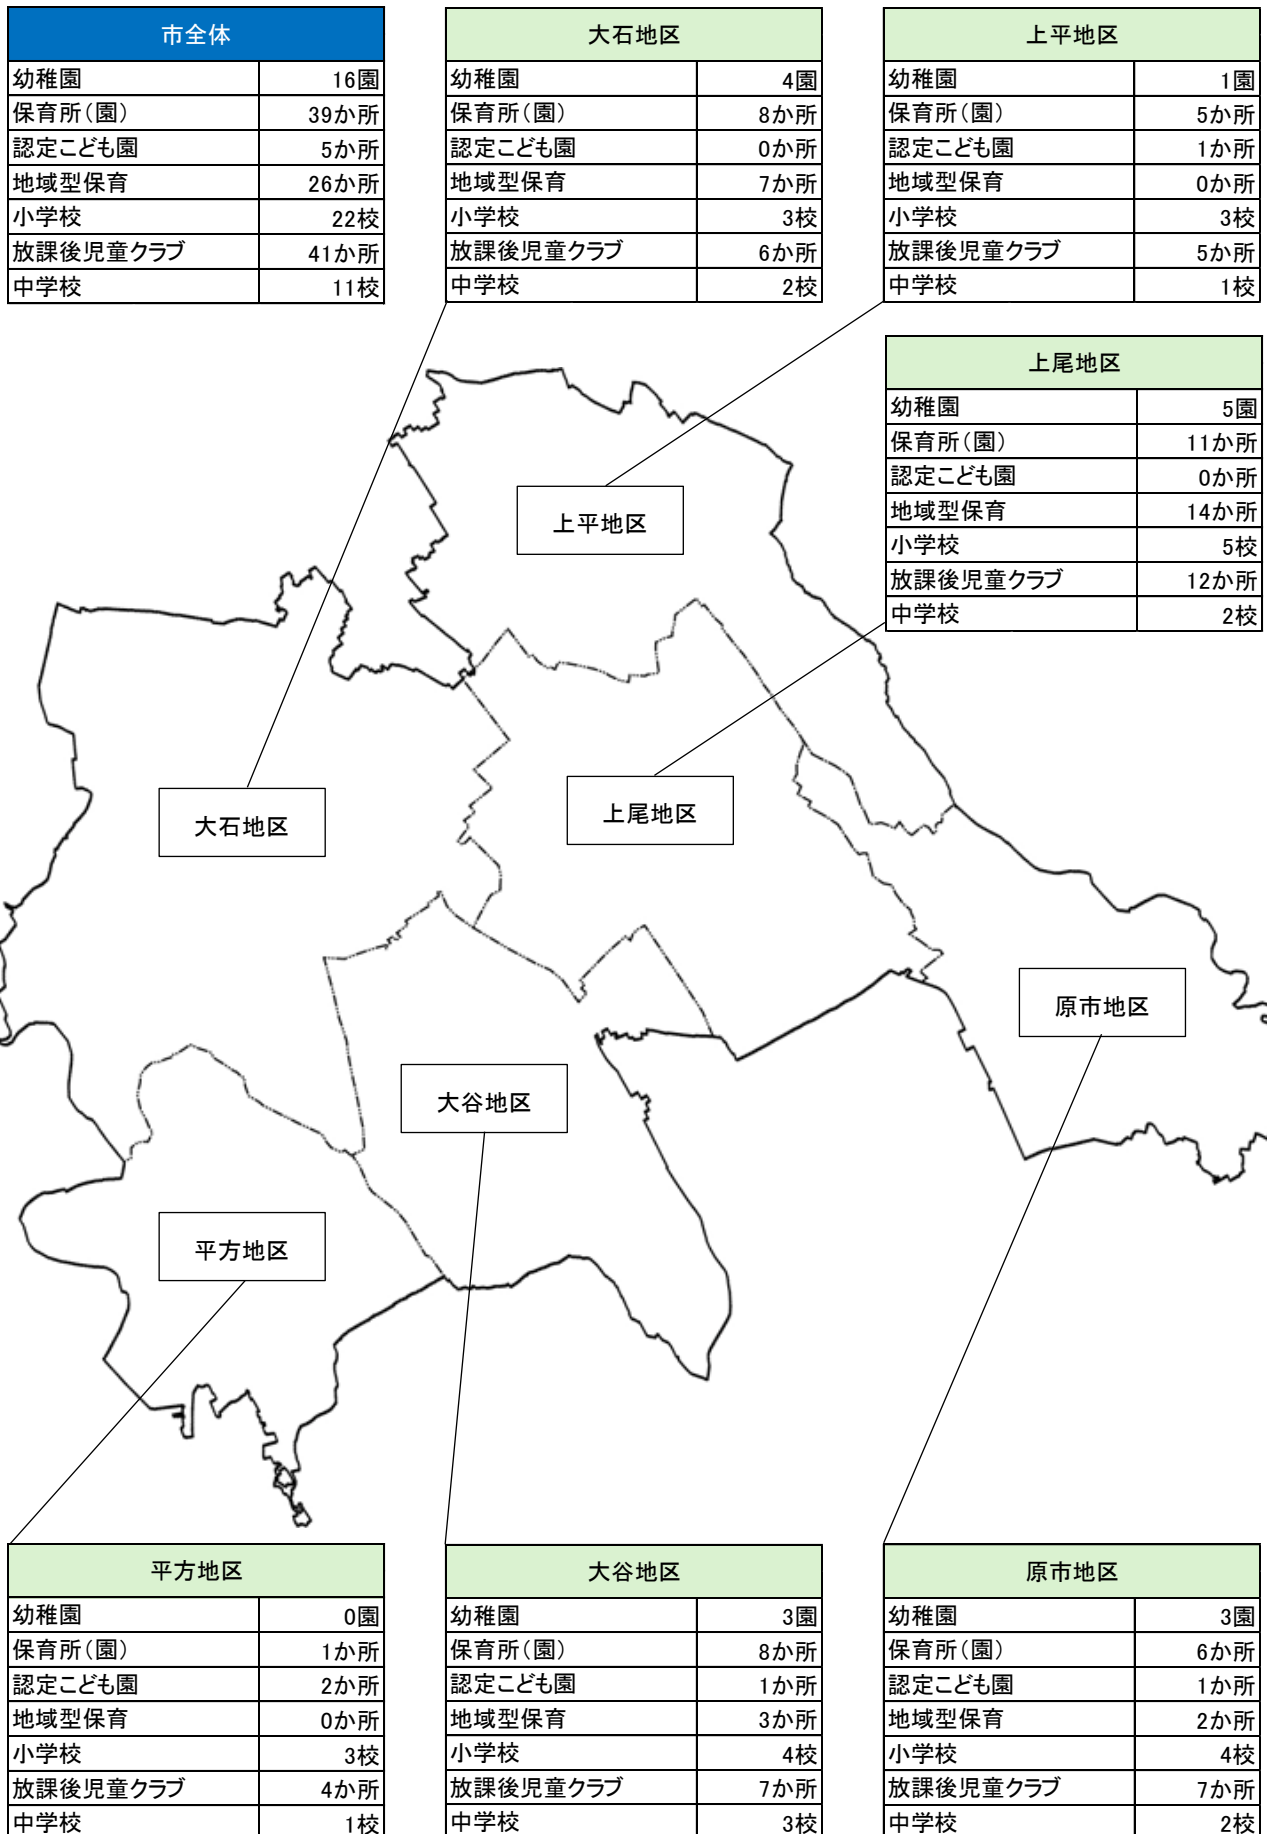 市全体
幼稚園 16園
保育所（園） 39か所
認定こども園 5か所
地域型保育 26か所
小学校 22校
放課後児童クラブ 41か所
中学校 11校
大石地区
幼稚園 4園
保育所（園） 8か所
認定こども園 0か所
地域型保育 7か所
小学校 3校
放課後児童クラブ 6か所
中学校 2校
上平地区
幼稚園 1園
保育所（園） 5か所
認定こども園 1か所
地域型保育 0か所
小学校 3校
放課後児童クラブ 5か所
中学校 1校
上尾地区
幼稚園 5園
保育所（園） 11か所
認定こども園 0か所
地域型保育 14か所
小学校 5校
放課後児童クラブ 12か所
中学校 2校
上平地区
大石地区
上尾地区
原市地区
大谷地区
平方地区
平方地区
幼稚園 0園
保育所（園） 1か所
認定こども園 2か所
地域型保育 0か所
小学校 3校
放課後児童クラブ 4か所
中学校 1校
大谷地区
幼稚園 3園
保育所（園） 8か所
認定こども園 1か所
地域型保育 3か所
小学校 4校
放課後児童クラブ 7か所
中学校 3校
原市地区
幼稚園 3園
保育所（園） 6か所
認定こども園 1か所
地域型保育 2か所
小学校 4校
放課後児童クラブ 7か所
中学校 2校